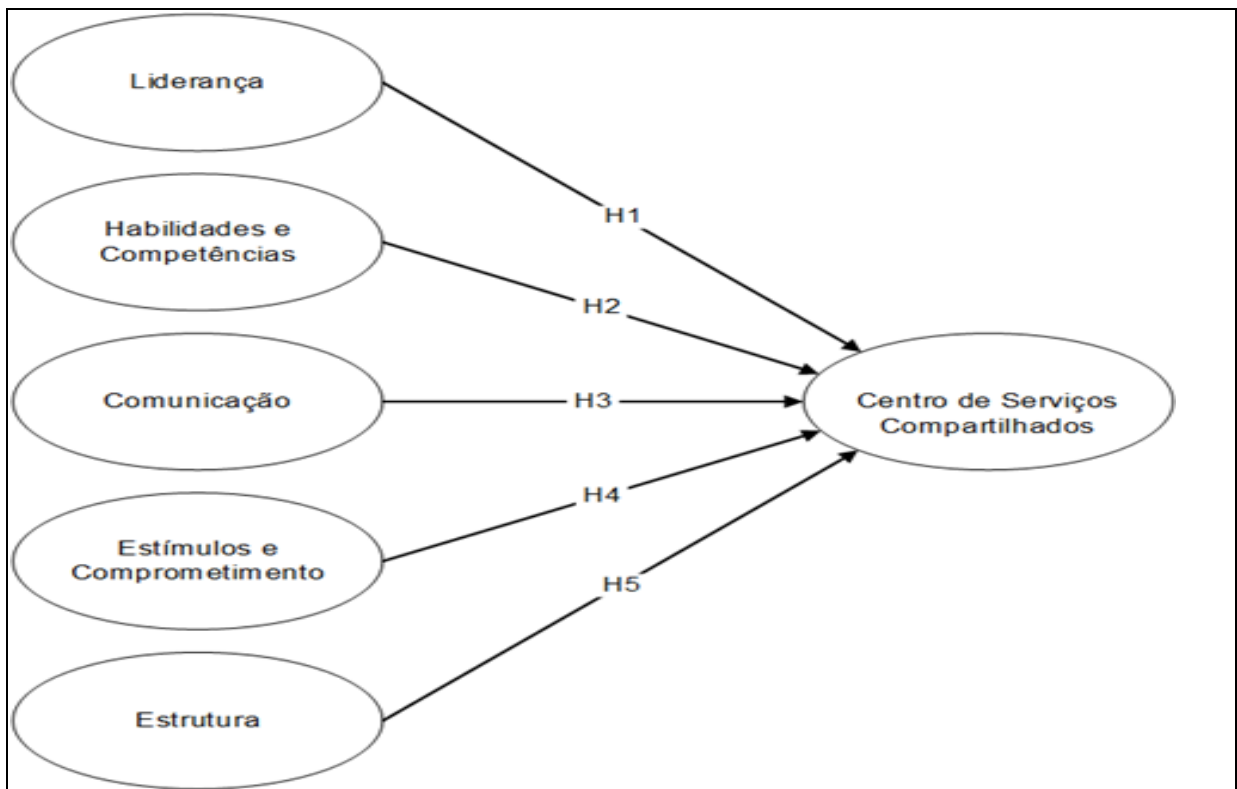 Liderança
H1
Habilidades e
Competências
H2
Comunicação
H3
Centro de Serviços
Compartilhados
H4
Estímulos e
Comprometimento
H5
Estrutura